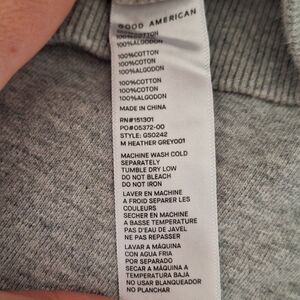 GOOD AMERICAN
100%COTTON
100%ALGODON
100%COTTON
100%COTON
100%ALGODON
100%COTTON
100%COTON
100%ALGODON
MADE IN CHINA
RN#151301
PO#05372-00
STYLE: GS0242
M HEATHER GREY001
MACHINE WASH COLD
SEPARATELY
TUMBLE DRY LOW
DO NOT BLEACH
DO NOT IRON
LAVER EN MACHINE
A FROID SEPARER LES
COULEURS
SECHER EN MACHINE
A BASSE TEMPERATURE
PAS D'EAU DE JAVEL
NE PAS REPASSER
LAVAR A MÁQUINA
CON AGUA FRIA
POR SEPARADO
SECAR A MÁQUINA A
TEMPERATURA BAJA
NO USAR BLANQUEADOR
NO PLANCHAR